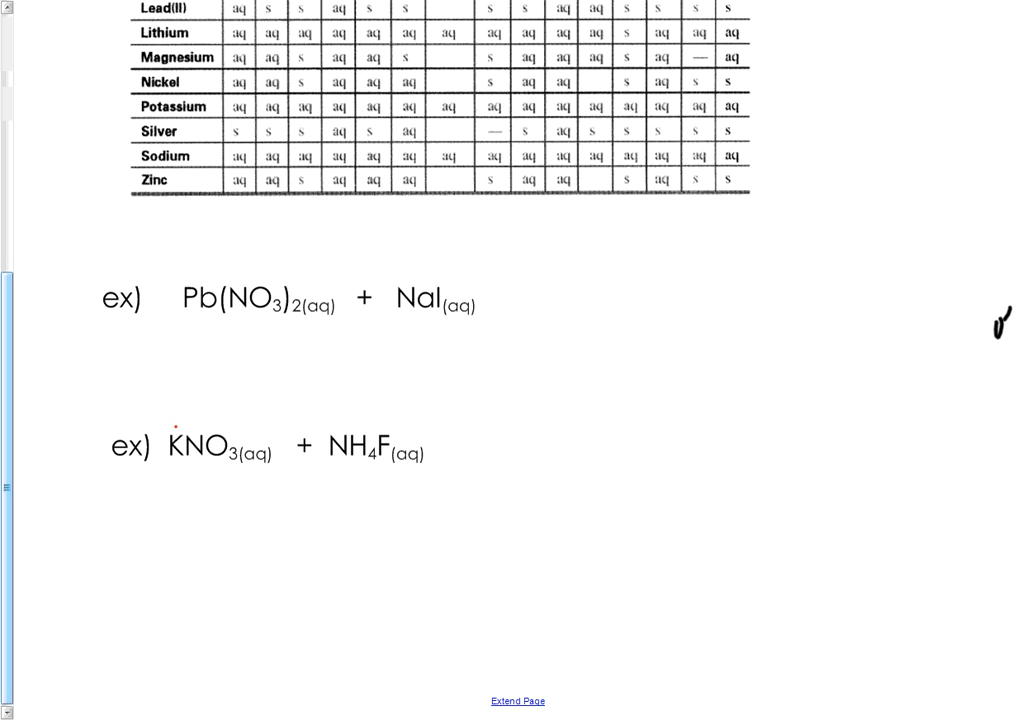 Lead(II) aq s s aq s s s s aq aq s s s s
Lithium aq aq aq aq aq aq aq aq aq aq aq s aq aq aq
Magnesium aq aq s aq aq s s aq aq aq s aq — aq
Nickel aq aq s aq aq aq s aq aq s aq s s
Potassium aq aq aq aq aq aq aq aq aq aq aq aq aq aq aq
Silver s s s aq s aq — s aq s s s s s
Sodium aq aq aq aq aq aq aq aq aq aq aq aq aq aq aq
Zinc aq aq s aq aq aq s aq aq s aq s s
ex) Pb(NO₃)₂(aq) + NaI(aq)
ex) KNO₃(aq) + NH₄F(aq)
Extend Page